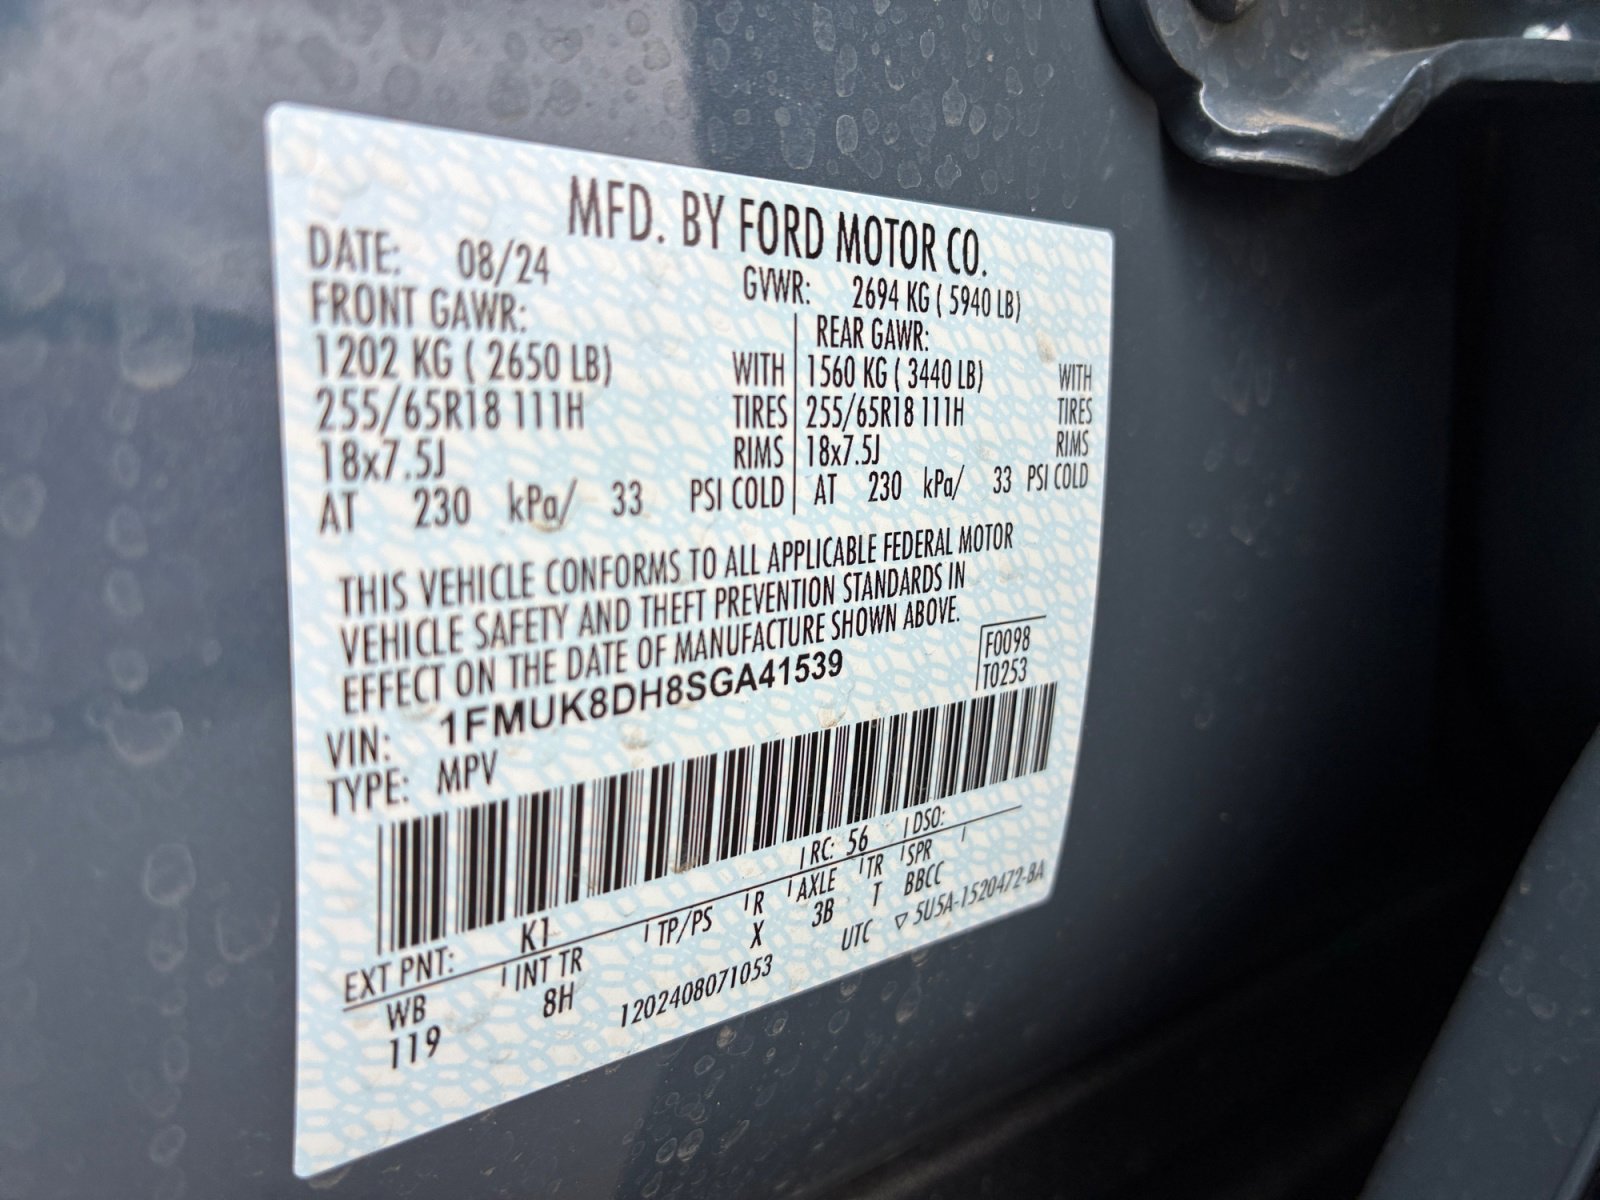 MFD. BY FORD MOTOR CO.
DATE: 08/24 GVWR: 2694 KG ( 5940 LB)
FRONT GAWR: REAR GAWR:
1202 KG ( 2650 LB) WITH 1560 KG ( 3440 LB) WITH
255/65R18 111H TIRES 255/65R18 111H TIRES
18x7.5J RIMS 18x7.5J RIMS
AT 230 kPa/ 33 PSI COLD AT 230 kPa/ 33 PSI COLD
THIS VEHICLE CONFORMS TO ALL APPLICABLE FEDERAL MOTOR
VEHICLE SAFETY AND THEFT PREVENTION STANDARDS IN
EFFECT ON THE DATE OF MANUFACTURE SHOWN ABOVE.
F0098
T0253
VIN: 1FMUK8DH8SGA41539
TYPE: MPV
EXT PNT: K1 RC: 56 DSO:
WB INT TR TP/PS R AXLE TR SPR
119 8H X 3B T BBCC
1202408071053 UTC ▽ 5U5A-1520472-BA